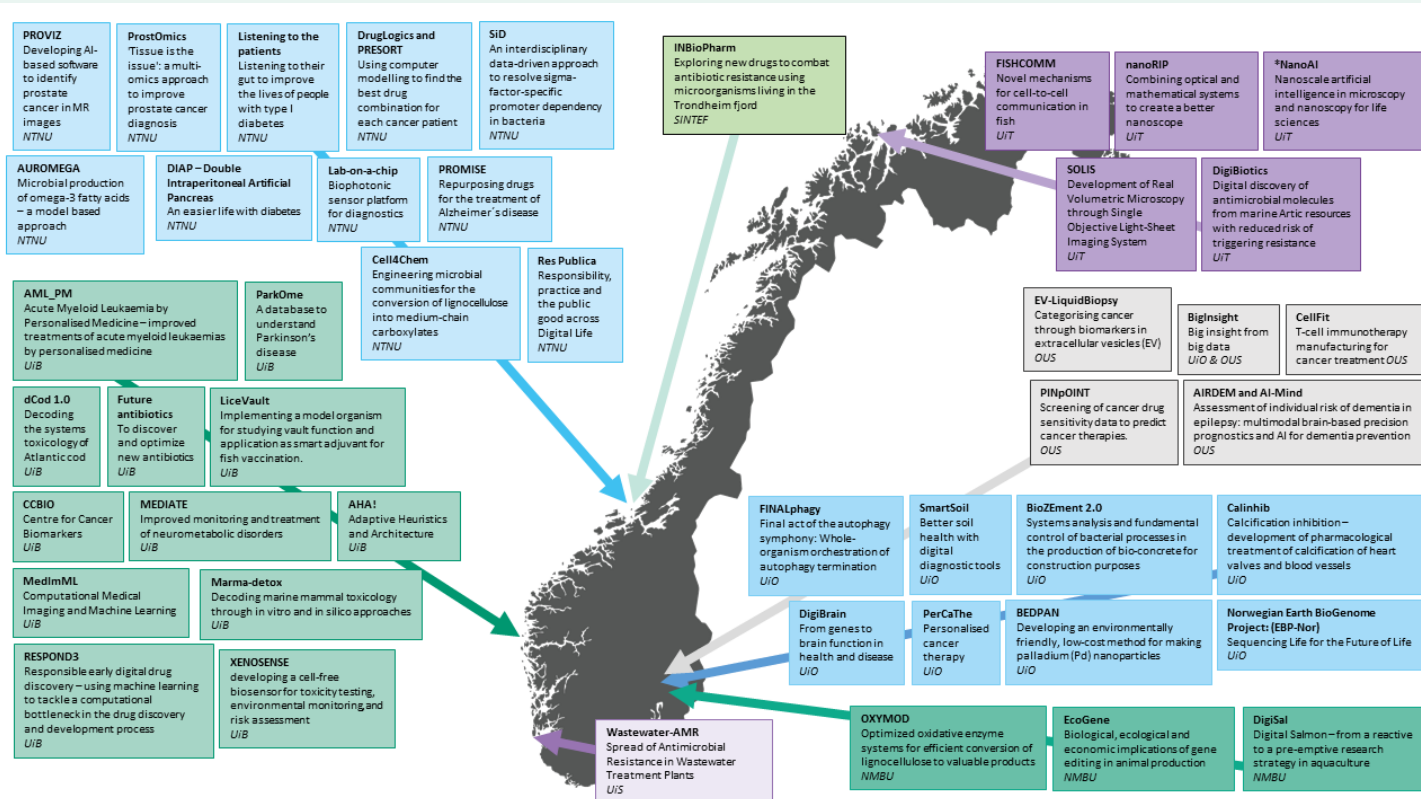 PROVIZ
Developing AI-
based software
to identify
prostate
cancer in MR
images
NTNU
ProstOmics
'Tissue is the
issue': a multi-
omics approach
to improve
prostate cancer
diagnosis
NTNU
Listening to the
patients
Listening to their
gut to improve
the lives of people
with type I
diabetes
NTNU
DrugLogics and
PRESORT
Using computer
modelling to find the
best drug
combination for
each cancer patient
NTNU
SiD
An interdisciplinary
data-driven approach
to resolve sigma-
factor-specific
promoter dependency
in bacteria
NTNU
INBioPharm
Exploring new drugs to combat
antibiotic resistance using
microorganisms living in the
Trondheim fjord
SINTEF
FISHCOMM
Novel mechanisms
for cell-to-cell
communication in
fish
UiT
nanoRIP
Combining optical and
mathematical systems
to create a better
nanoscope
UiT
*NanoAI
Nanoscale artificial
intelligence in microscopy
and nanoscopy for life
sciences
UiT
AUROMEGA
Microbial production
of omega-3 fatty acids
– a model based
approach
NTNU
DIAP – Double
Intraperitoneal Artificial
Pancreas
An easier life with diabetes
NTNU
Lab-on-a-chip
Biophotonic
sensor platform
for diagnostics
NTNU
PROMISE
Repurposing drugs
for the treatment of
Alzheimer´s disease
NTNU
SOLIS
Development of Real
Volumetric Microscopy
through Single
Objective Light-Sheet
Imaging System
UiT
DigiBiotics
Digital discovery of
antimicrobial molecules
from marine Artic resources
with reduced risk of
triggering resistance
UiT
Cell4Chem
Engineering microbial
communities for the
conversion of lignocellulose
into medium-chain
carboxylates
NTNU
Res Publica
Responsibility,
practice and
the public
good across
Digital Life
NTNU
AML_PM
Acute Myeloid Leukaemia by
Personalised Medicine – improved
treatments of acute myeloid leukaemias
by personalised medicine
UiB
ParkOme
A database to
understand
Parkinson's
disease
UiB
EV-LiquidBiopsy
Categorising cancer
through biomarkers in
extracellular vesicles (EV)
OUS
BigInsight
Big insight from
big data
UiO & OUS
CellFit
T-cell immunotherapy
manufacturing for
cancer treatment OUS
dCod 1.0
Decoding
the systems
toxicology of
Atlantic cod
UiB
Future
antibiotics
To discover
and optimize
new antibiotics
UiB
LiceVault
Implementing a model organism
for studying vault function and
application as smart adjuvant for
fish vaccination.
UiB
PINpOINT
Screening of cancer drug
sensitivity data to predict
cancer therapies.
OUS
AIRDEM and AI-Mind
Assessment of individual risk of dementia in
epilepsy: multimodal brain-based precision
prognostics and AI for dementia prevention
OUS
CCBIO
Centre for Cancer
Biomarkers
UiB
MEDIATE
Improved monitoring and treatment
of neurometabolic disorders
UiB
AHA!
Adaptive Heuristics
and Architecture
UiB
FINALphagy
Final act of the autophagy
symphony: Whole-
organism orchestration of
autophagy termination
UiO
SmartSoil
Better soil
health with
digital
diagnostic tools
UiO
BioZEment 2.0
Systems analysis and fundamental
control of bacterial processes in
the production of bio-concrete for
construction purposes
UiO
Calinhib
Calcification inhibition –
development of pharmacological
treatment of calcification of heart
valves and blood vessels
UiO
MedImML
Computational Medical
Imaging and Machine Learning
UiB
Marma-detox
Decoding marine mammal toxicology
through in vitro and in silico approaches
UiB
DigiBrain
From genes to
brain function in
health and disease
UiO
PerCaThe
Personalised
cancer
therapy
UiO
BEDPAN
Developing an environmentally
friendly, low-cost method for making
palladium (Pd) nanoparticles
UiO
Norwegian Earth BioGenome
Project: (EBP-Nor)
Sequencing Life for the Future of Life
UiO
RESPOND3
Responsible early digital drug
discovery – using machine learning
to tackle a computational
bottleneck in the drug discovery
and development process
UiB
XENOSENSE
developing a cell-free
biosensor for toxicity testing,
environmental monitoring, and
risk assessment
UiB
Wastewater-AMR
Spread of Antimicrobial
Resistance in Wastewater
Treatment Plants
UiS
OXYMOD
Optimized oxidative enzyme
systems for efficient conversion of
lignocellulose to valuable products
NMBU
EcoGene
Biological, ecological and
economic implications of gene
editing in animal production
NMBU
DigiSal
Digital Salmon – from a reactive
to a pre-emptive research
strategy in aquaculture
NMBU